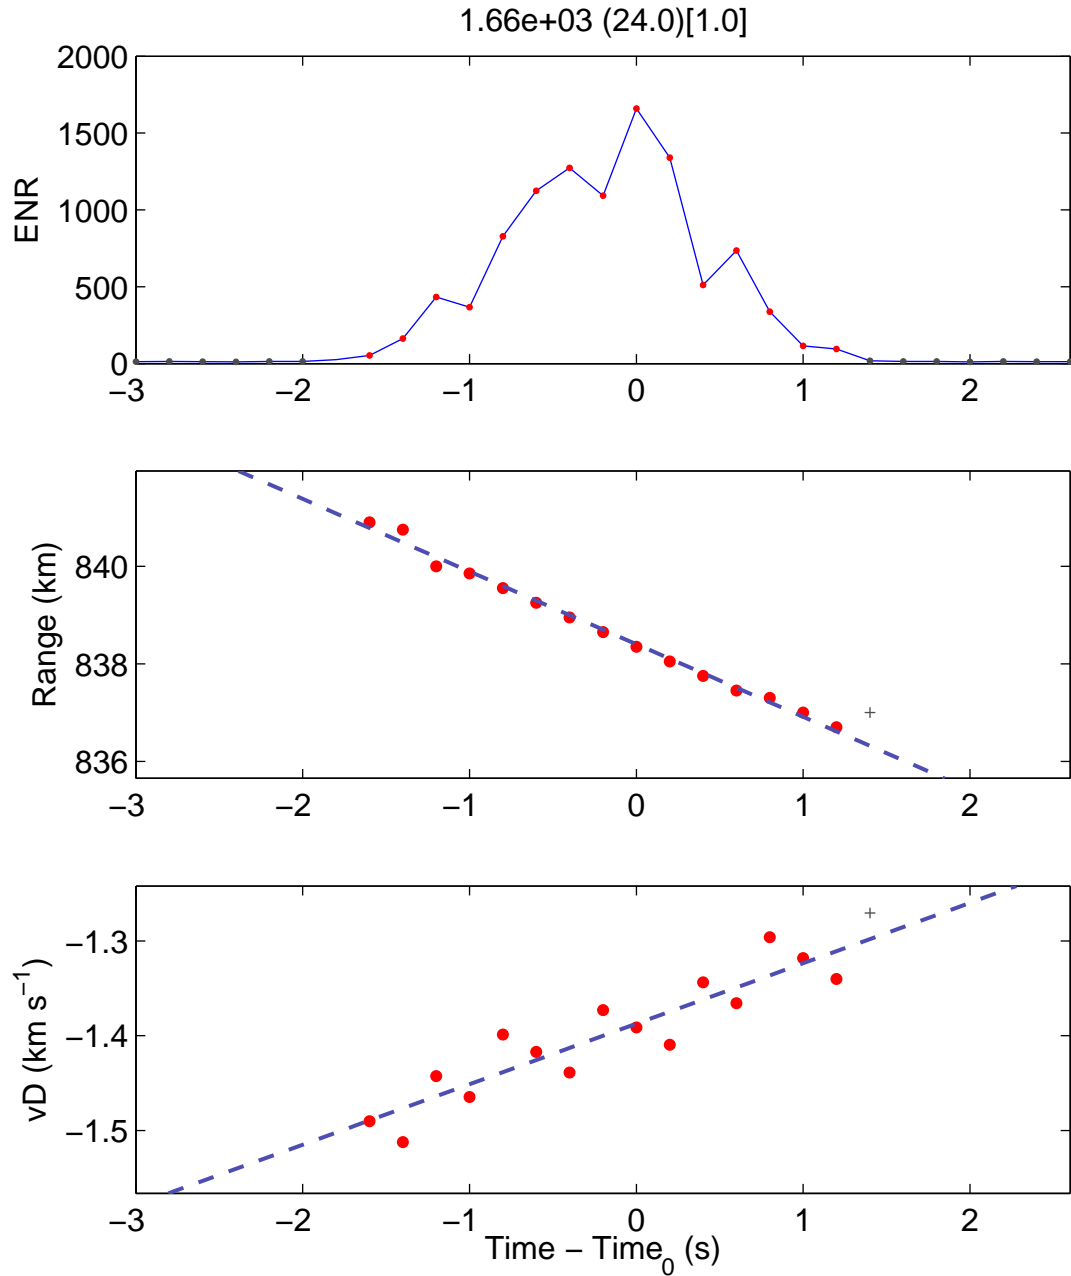 1.66e+03 (24.0)[1.0]
2000
1500
1000
500
0
ENR
−3 −2 −1 0 1 2
840
838
836
Range (km)
−3 −2 −1 0 1 2
−1.3
−1.4
−1.5
vD (km s⁻¹)
−3 −2 −1 0 1 2
Time − Time₀ (s)